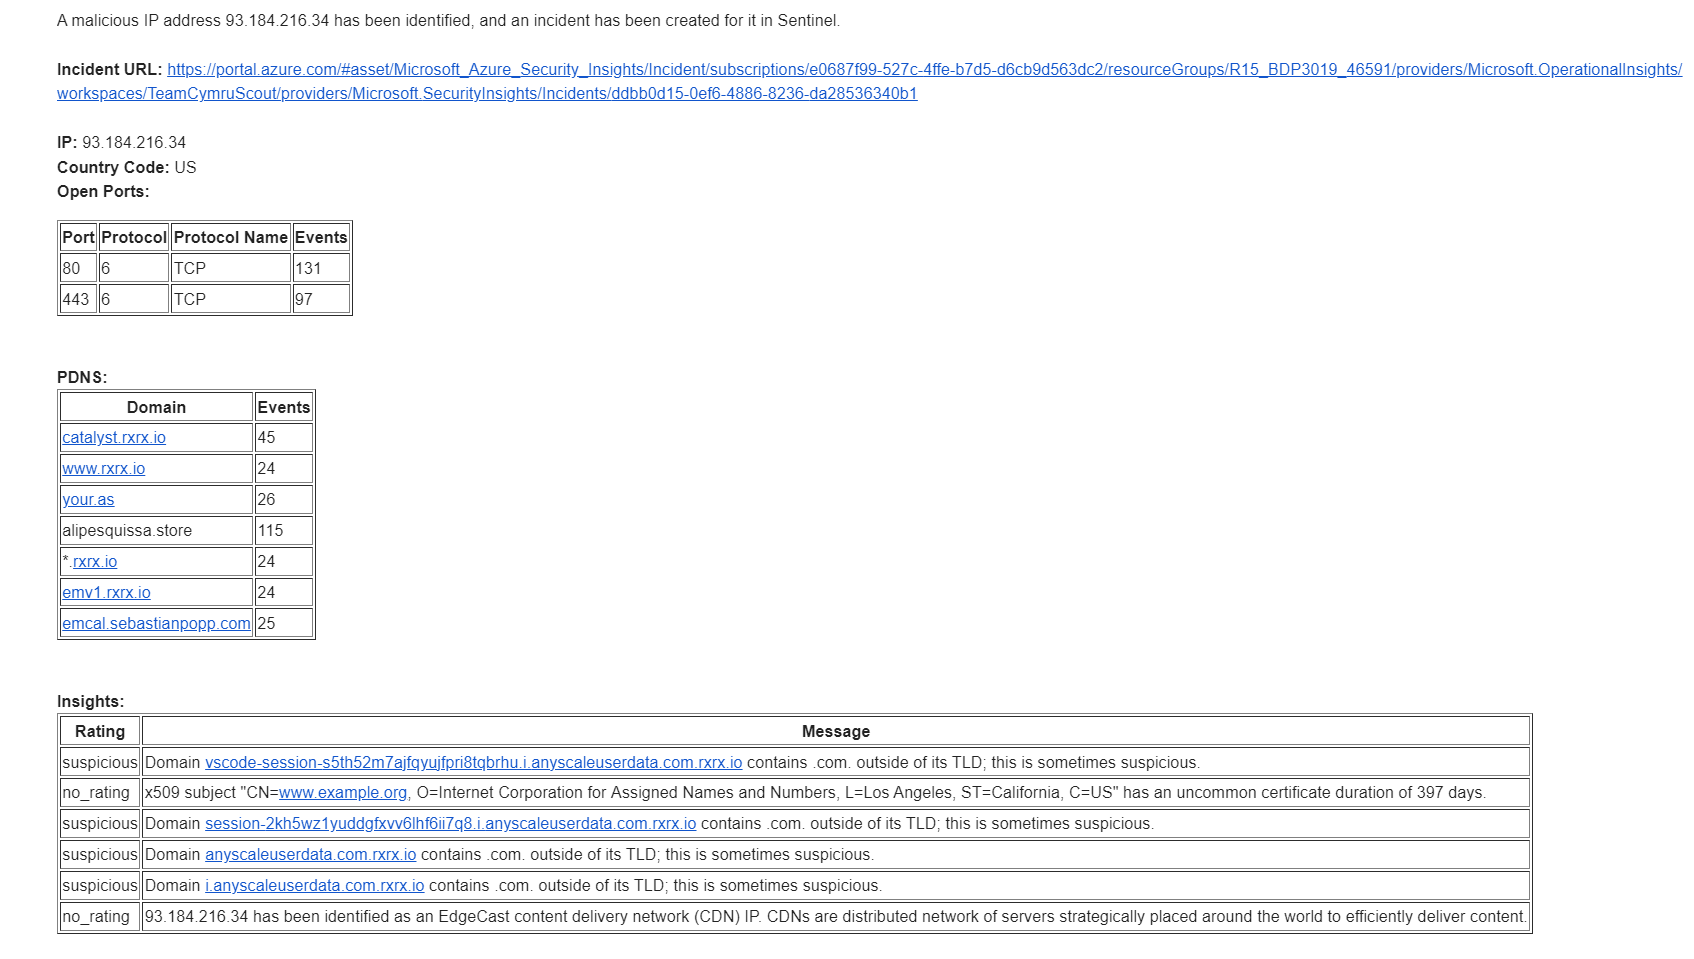 A malicious IP address 93.184.216.34 has been identified, and an incident has been created for it in Sentinel.
Incident URL: https://portal.azure.com/#asset/Microsoft_Azure_Security_Insights/Incident/subscriptions/e0687f99-527c-4ffe-b7d5-d6cb9d563dc2/resourceGroups/R15_BDP3019_46591/providers/Microsoft.OperationalInsights/
workspaces/TeamCymruScout/providers/Microsoft.SecurityInsights/Incidents/ddbb0d15-0ef6-4886-8236-da28536340b1
IP: 93.184.216.34
Country Code: US
Open Ports:
Port Protocol Protocol Name Events
80 6 TCP 131
443 6 TCP 97
PDNS:
Domain Events
catalyst.rxrx.io 45
www.rxrx.io 24
your.as 26
alipesquissa.store 115
*.rxrx.io 24
emv1.rxrx.io 24
emcal.sebastianpopp.com 25
Insights:
Rating Message
suspicious Domain vscode-session-s5th52m7ajfqyujfpri8tqbrhu.i.anyscaleuserdata.com.rxrx.io contains .com. outside of its TLD; this is sometimes suspicious.
no_rating x509 subject "CN=www.example.org, O=Internet Corporation for Assigned Names and Numbers, L=Los Angeles, ST=California, C=US" has an uncommon certificate duration of 397 days.
suspicious Domain session-2kh5wz1yuddgfxvv6lhf6ii7q8.i.anyscaleuserdata.com.rxrx.io contains .com. outside of its TLD; this is sometimes suspicious.
suspicious Domain anyscaleuserdata.com.rxrx.io contains .com. outside of its TLD; this is sometimes suspicious.
suspicious Domain i.anyscaleuserdata.com.rxrx.io contains .com. outside of its TLD; this is sometimes suspicious.
no_rating 93.184.216.34 has been identified as an EdgeCast content delivery network (CDN) IP. CDNs are distributed network of servers strategically placed around the world to efficiently deliver content.